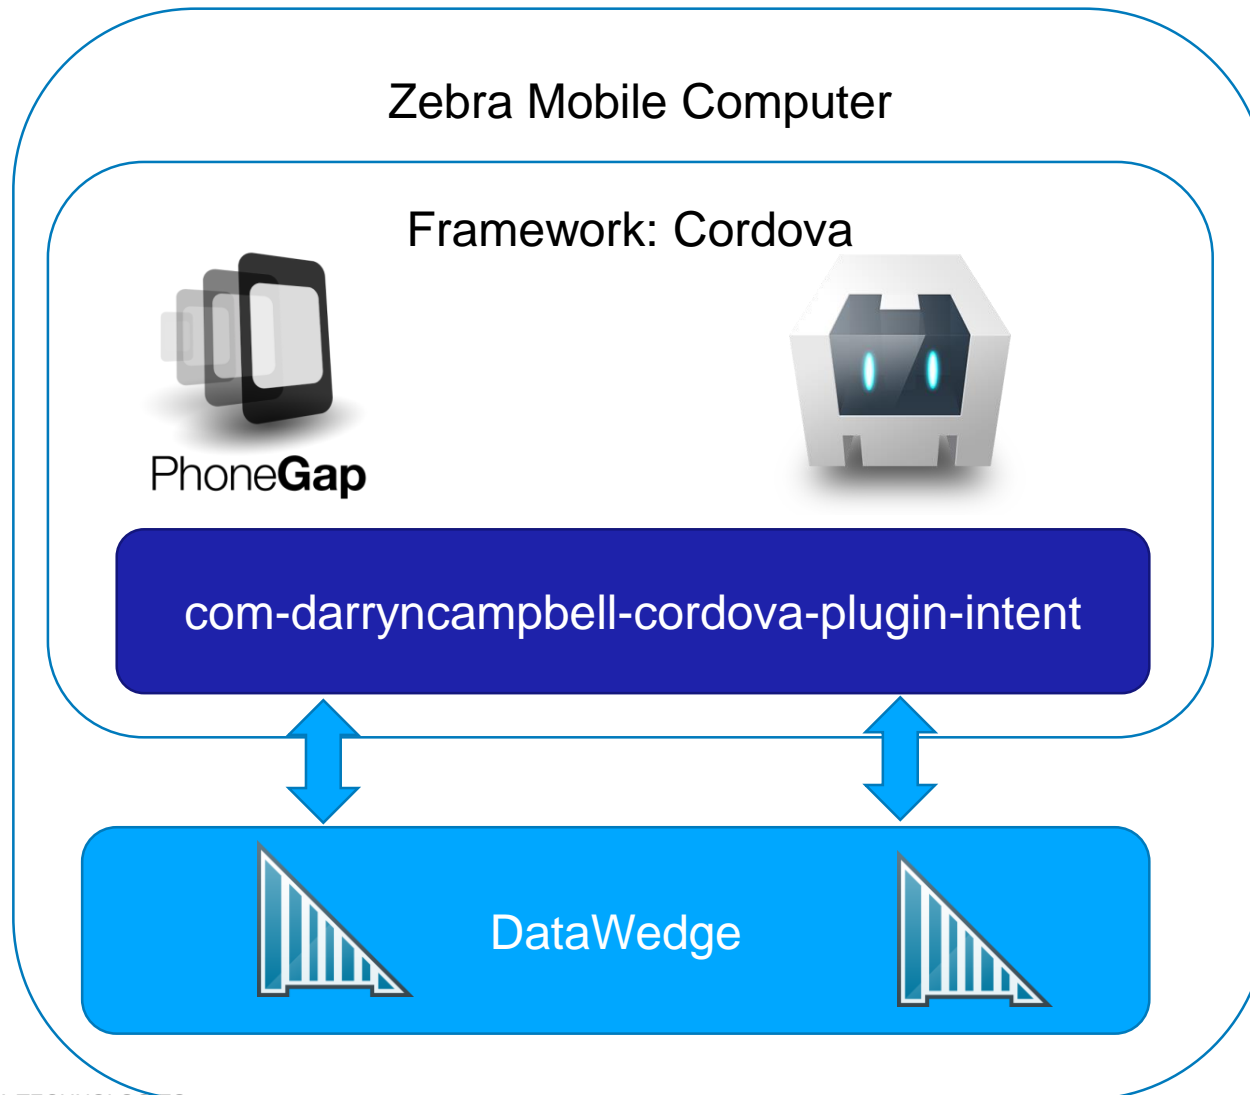 Zebra Mobile Computer
Framework: Cordova
PhoneGap
com-darryncampbell-cordova-plugin-intent
DataWedge